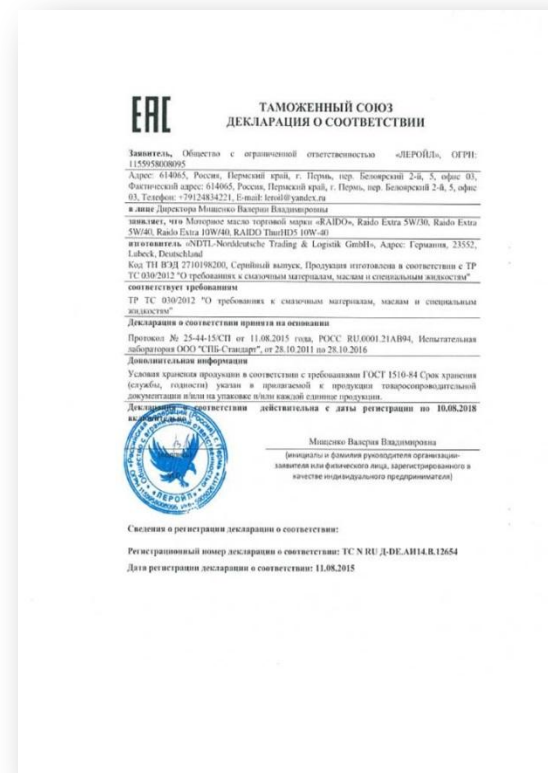 ЕАС
ТАМОЖЕННЫЙ СОЮЗ
ДЕКЛАРАЦИЯ О СООТВЕТСТВИИ
Заявитель, Общество с ограниченной ответственностью «ЛЕРОЙЛ», ОГРН:
1155958008095
Адрес: 614065, Россия, Пермский край, г. Пермь, пер. Белоярский 2-й, 5, офис 03,
Фактический адрес: 614065, Россия, Пермский край, г. Пермь, пер. Белоярский 2-й, 5, офис
03, Телефон: +79124834221, E-mail: leroil@yandex.ru
в лице Директора Мищенко Валерии Владимировны
заявляет, что Моторное масло торговой марки «RAIDO», Raido Extra 5W/30, Raido Extra
5W/40, Raido Extra 10W/40, RAIDO ThurHD5 10W-40
изготовитель «NDTL-Norddeutsche Trading & Logistik GmbH», Адрес: Германия, 23552,
Lubeck, Deutschland
Код ТН ВЭД 2710198200, Серийный выпуск, Продукция изготовлена в соответствии с ТР
ТС 030/2012 "О требованиях к смазочным материалам, маслам и специальным жидкостям"
соответствует требованиям
ТР ТС 030/2012 "О требованиях к смазочным материалам, маслам и специальным
жидкостям"
Декларация о соответствии принята на основании
Протокол № 25-44-15/СП от 11.08.2015 года, РОСС RU.0001.21АВ94, Испытательная
лаборатория ООО "СПБ-Стандарт", от 28.10.2011 по 28.10.2016
Дополнительная информация
Условия хранения продукции в соответствии с требованиями ГОСТ 1510-84 Срок хранения
(службы, годности) указан в прилагаемой к продукции товаросопроводительной
документации и/или на упаковке и/или каждой единице продукции.
Декларация о соответствии действительна с даты регистрации по 10.08.2018
включительно
«ЛЕРОЙЛ»
Мищенко Валерия Владимировна
(инициалы и фамилия руководителя организации-
заявителя или физического лица, зарегистрированного в
качестве индивидуального предпринимателя)
Сведения о регистрации декларации о соответствии:
Регистрационный номер декларации о соответствии: ТС N RU Д-DE.АИ14.В.12654
Дата регистрации декларации о соответствии: 11.08.2015